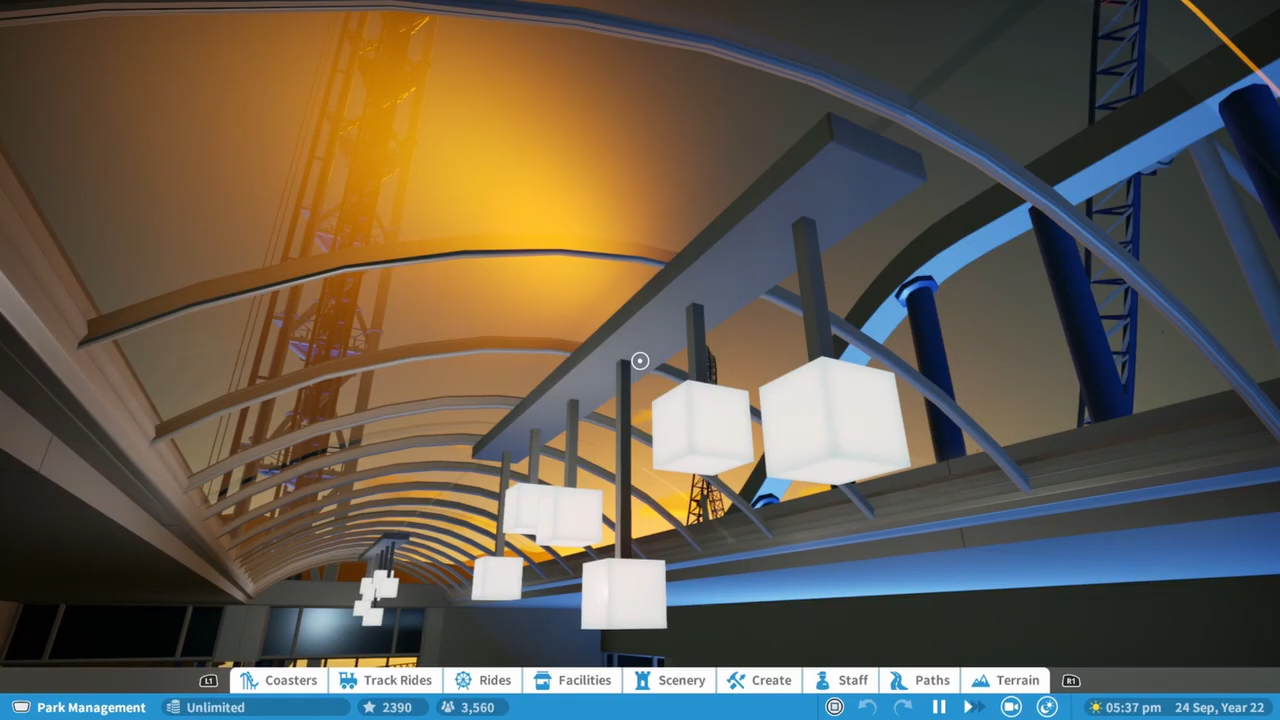 L1 Coasters Track Rides Rides Facilities Scenery Create Staff Paths Terrain R1
Park Management Unlimited 2390 3,560 05:37 pm 24 Sep, Year 22